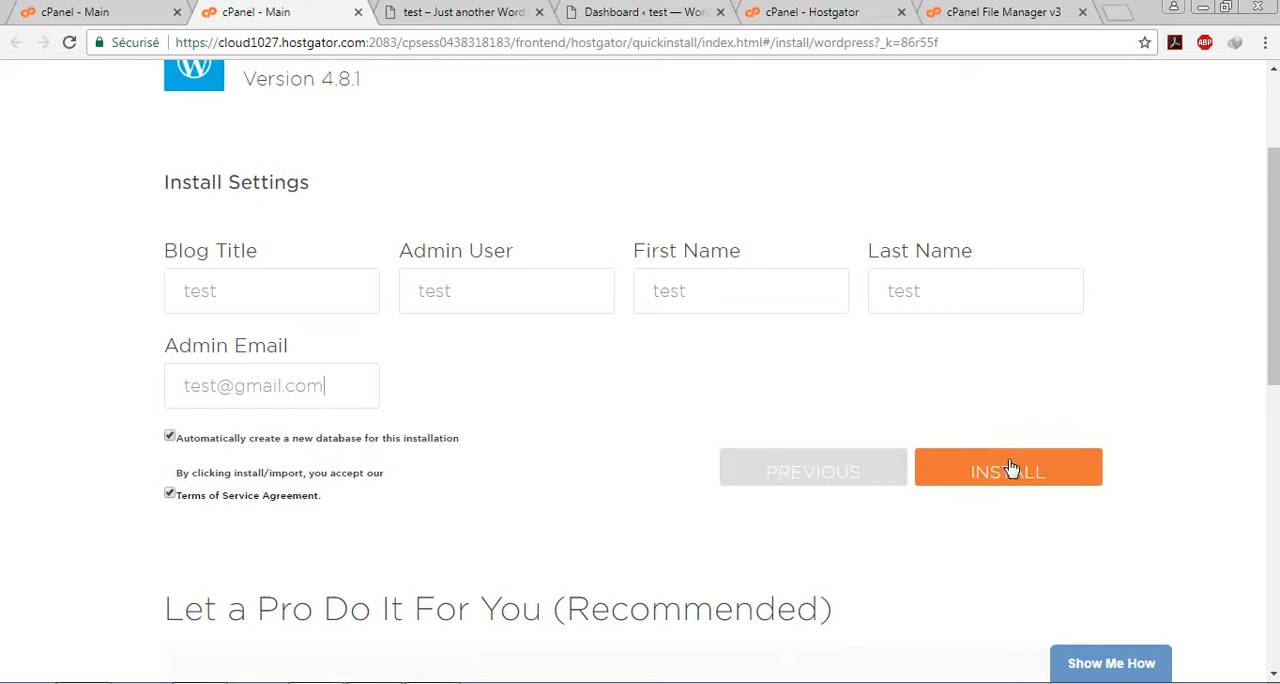 cPanel - Main
cPanel - Main
test – Just another Word
Dashboard ‹ test — Wor
cPanel - Hostgator
cPanel File Manager v3
Sécurisé
https://cloud1027.hostgator.com:2083/cpsess0438318183/frontend/hostgator/quickinstall/index.html#/install/wordpress?_k=86r55f
ABP
Version 4.8.1
Install Settings
Blog Title
Admin User
First Name
Last Name
test
test
test
test
Admin Email
test@gmail.com
Automatically create a new database for this installation
By clicking install/import, you accept our
Terms of Service Agreement.
PREVIOUS
INSTALL
Let a Pro Do It For You (Recommended)
Show Me How